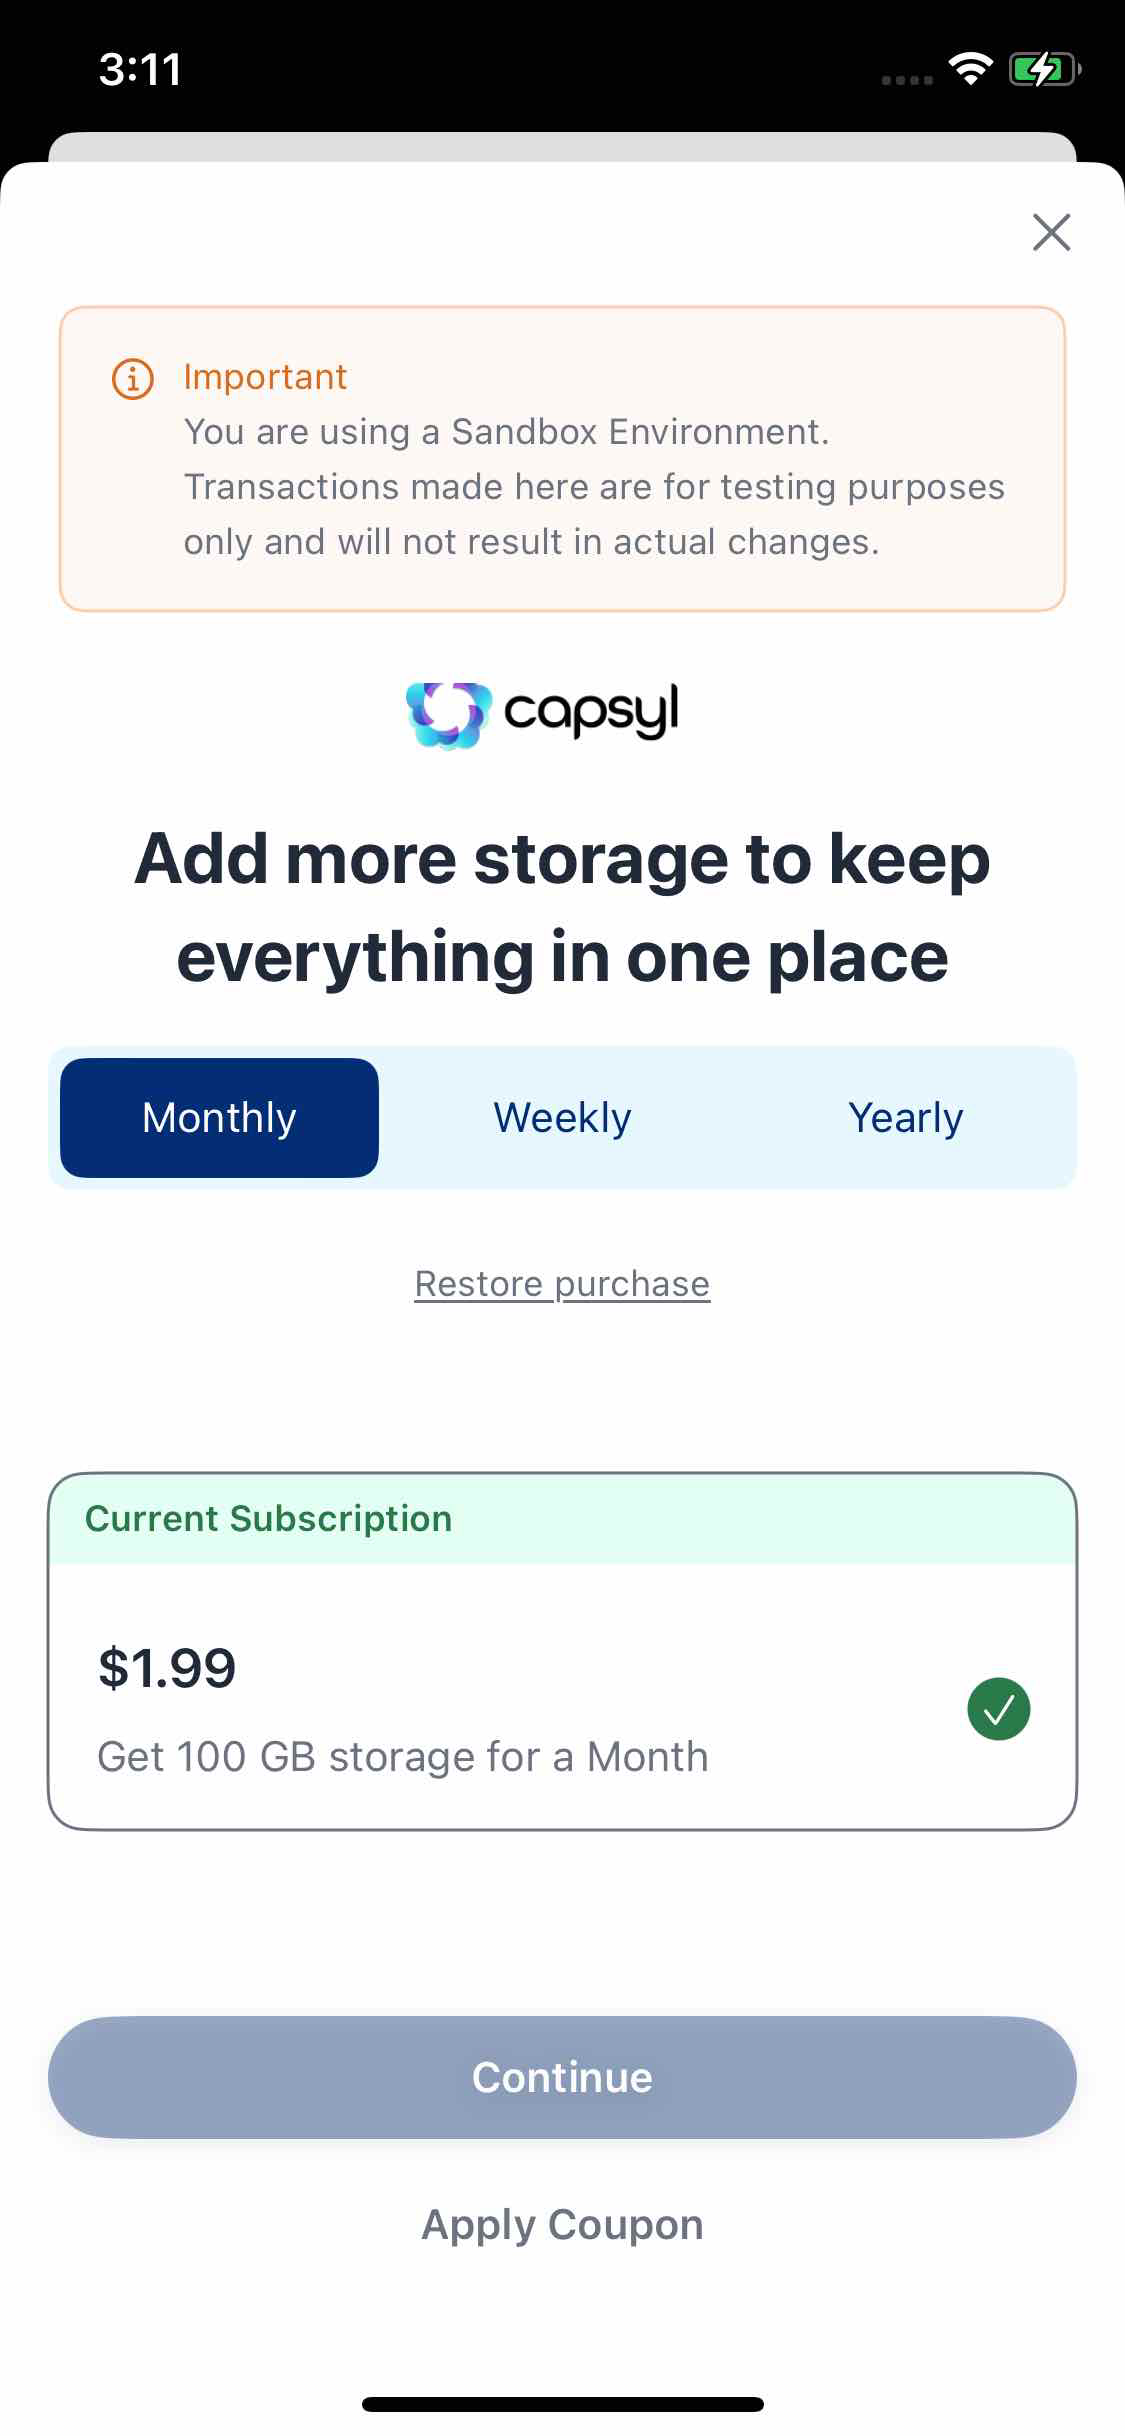 3:11
Important
You are using a Sandbox Environment.
Transactions made here are for testing purposes
only and will not result in actual changes.
capsyl
Add more storage to keep
everything in one place
Monthly
Weekly
Yearly
Restore purchase
Current Subscription
$1.99
Get 100 GB storage for a Month
Continue
Apply Coupon